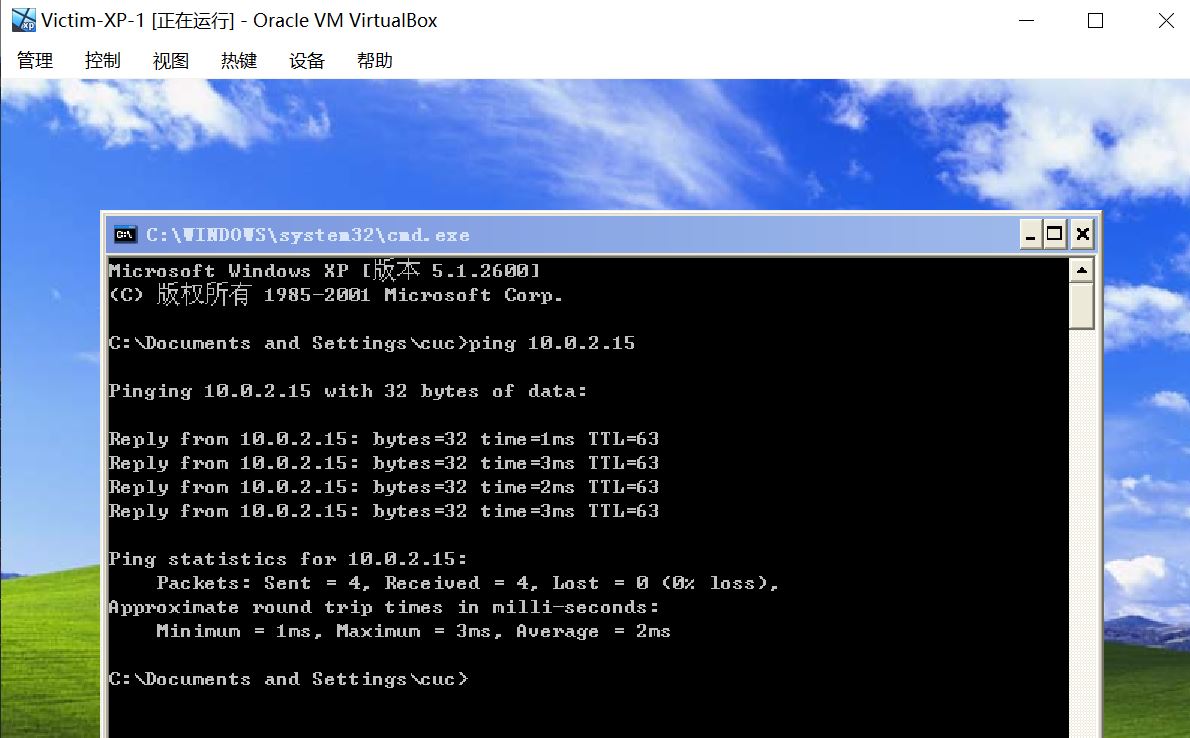 Victim-XP-1 [正在运行] - Oracle VM VirtualBox
管理 控制 视图 热键 设备 帮助
C:\WINDOWS\system32\cmd.exe
Microsoft Windows XP [版本 5.1.2600]
(C) 版权所有 1985-2001 Microsoft Corp.
C:\Documents and Settings\cuc>ping 10.0.2.15
Pinging 10.0.2.15 with 32 bytes of data:
Reply from 10.0.2.15: bytes=32 time=1ms TTL=63
Reply from 10.0.2.15: bytes=32 time=3ms TTL=63
Reply from 10.0.2.15: bytes=32 time=2ms TTL=63
Reply from 10.0.2.15: bytes=32 time=3ms TTL=63
Ping statistics for 10.0.2.15:
Packets: Sent = 4, Received = 4, Lost = 0 (0% loss),
Approximate round trip times in milli-seconds:
Minimum = 1ms, Maximum = 3ms, Average = 2ms
C:\Documents and Settings\cuc>